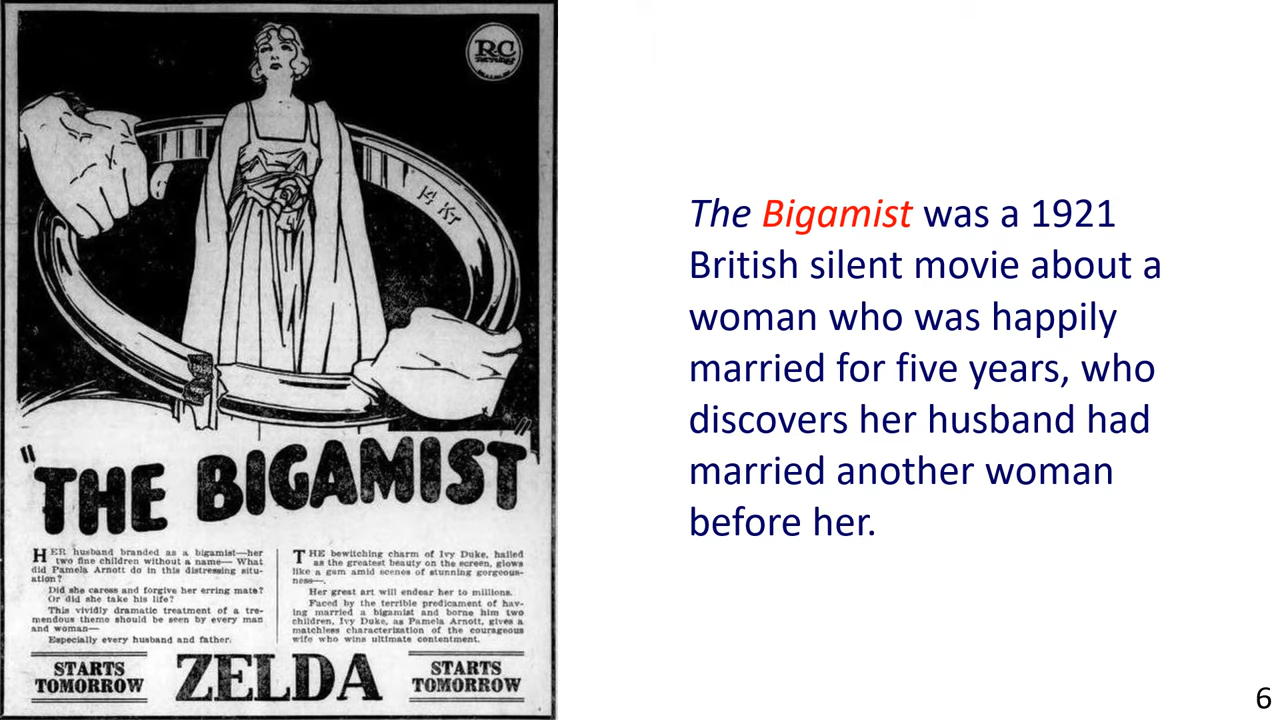 RC
PICTURES
14 Kt
"THE BIGAMIST"
HER husband branded as a bigamist—her
two fine children without a name— What
did Pamela Arnott do in this distressing situ-
ation?
Did she caress and forgive her erring mate?
Or did she take his life?
This vividly dramatic treatment of a tre-
mendous theme should be seen by every man
and woman—
Especially every husband and father.
THE bewitching charm of Ivy Duke, hailed
as the greatest beauty on the screen, glows
like a gem amid scenes of stunning gorgeous-
ness—.
Her great art will endear her to millions.
Faced by the terrible predicament of hav-
ing married a bigamist and borne him two
children, Ivy Duke, as Pamela Arnott, gives a
matchless characterization of the courageous
wife who wins ultimate contentment.
STARTS
TOMORROW
ZELDA
STARTS
TOMORROW
The Bigamist was a 1921
British silent movie about a
woman who was happily
married for five years, who
discovers her husband had
married another woman
before her.
6